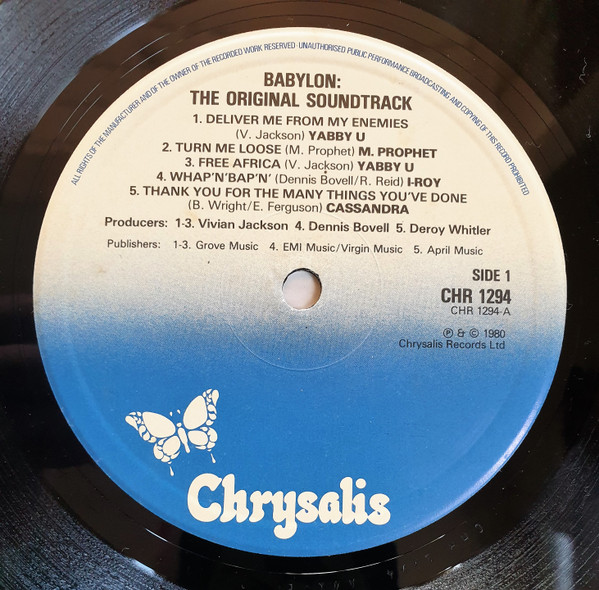 ALL RIGHTS OF THE MANUFACTURER AND OF THE OWNER OF THE RECORDED WORK RESERVED · UNAUTHORISED PUBLIC PERFORMANCE BROADCASTING AND COPYING OF THIS RECORD PROHIBITED
BABYLON:
THE ORIGINAL SOUNDTRACK
1. DELIVER ME FROM MY ENEMIES
(V. Jackson) YABBY U
2. TURN ME LOOSE (M. Prophet) M. PROPHET
3. FREE AFRICA (V. Jackson) YABBY U
4. WHAP'N'BAP'N' (Dennis Bovell/R. Reid) I-ROY
5. THANK YOU FOR THE MANY THINGS YOU'VE DONE
(B. Wright/E. Ferguson) CASSANDRA
Producers: 1-3. Vivian Jackson 4. Dennis Bovell 5. Deroy Whitler
Publishers: 1-3. Grove Music 4. EMI Music/Virgin Music 5. April Music
SIDE 1
CHR 1294
CHR 1294-A
℗ & © 1980
Chrysalis Records Ltd
Chrysalis